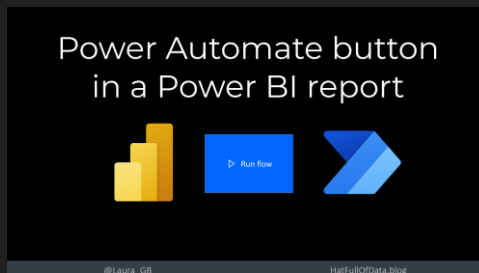 Power Automate button
in a Power BI report
Run flow
@Laura_GB
HatFullOfData.blog